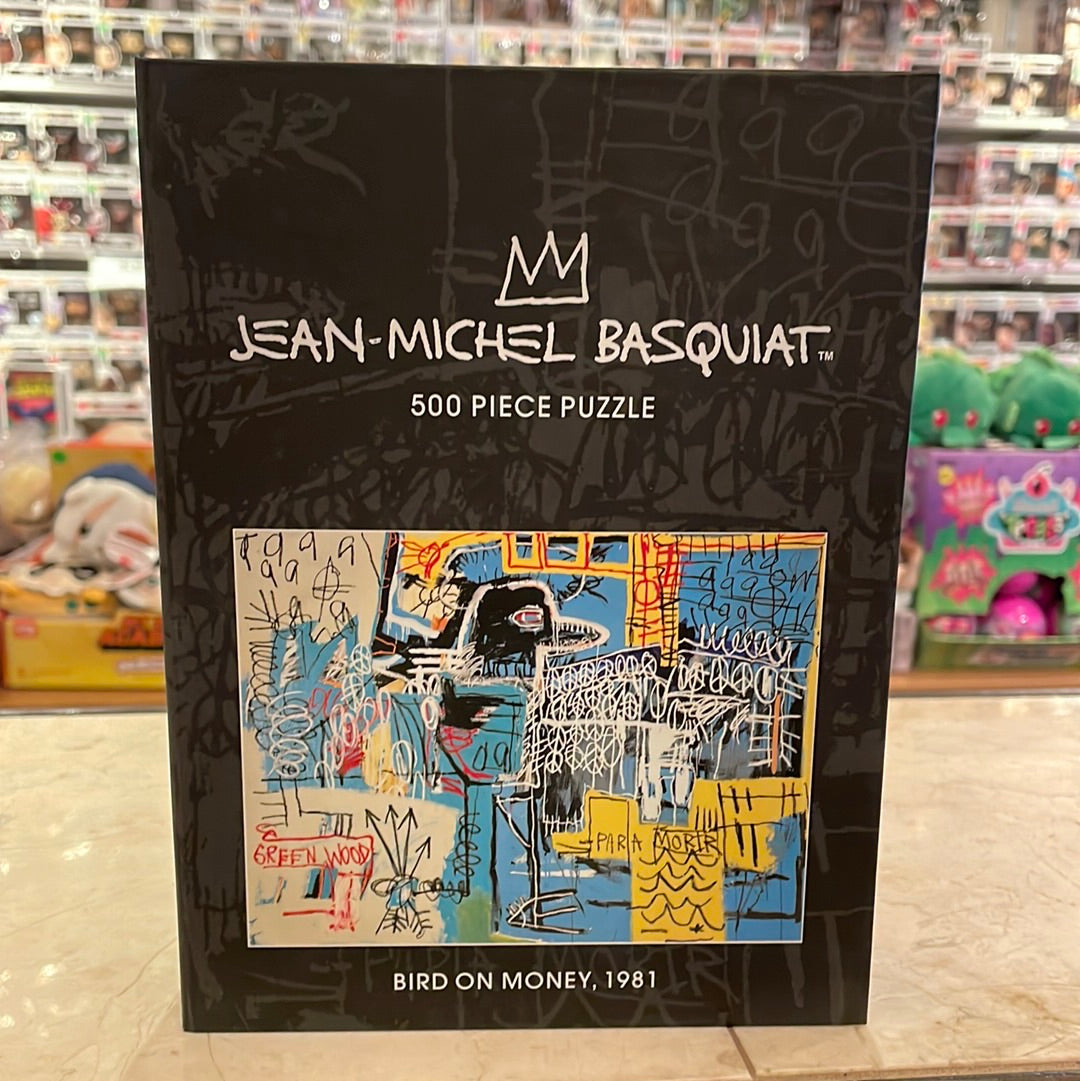 JEAN-MICHEL BASQUIAT™
500 PIECE PUZZLE
GREEN WOOD
PARA MORIR
BIRD ON MONEY, 1981